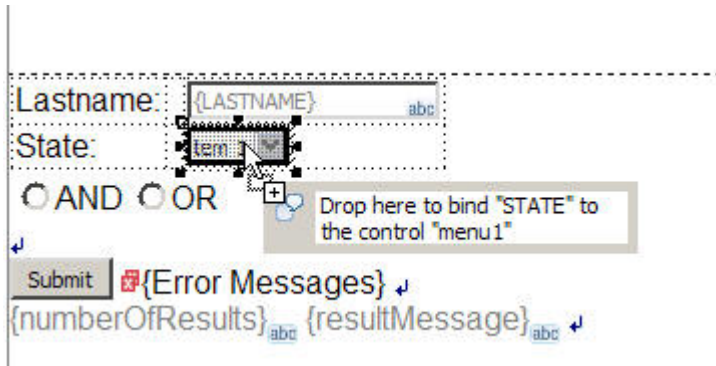 Lastname: {LASTNAME} abc
State: tem
AND OR
Drop here to bind "STATE" to
the control "menu1"
Submit {Error Messages}
{numberOfResults} abc {resultMessage} abc